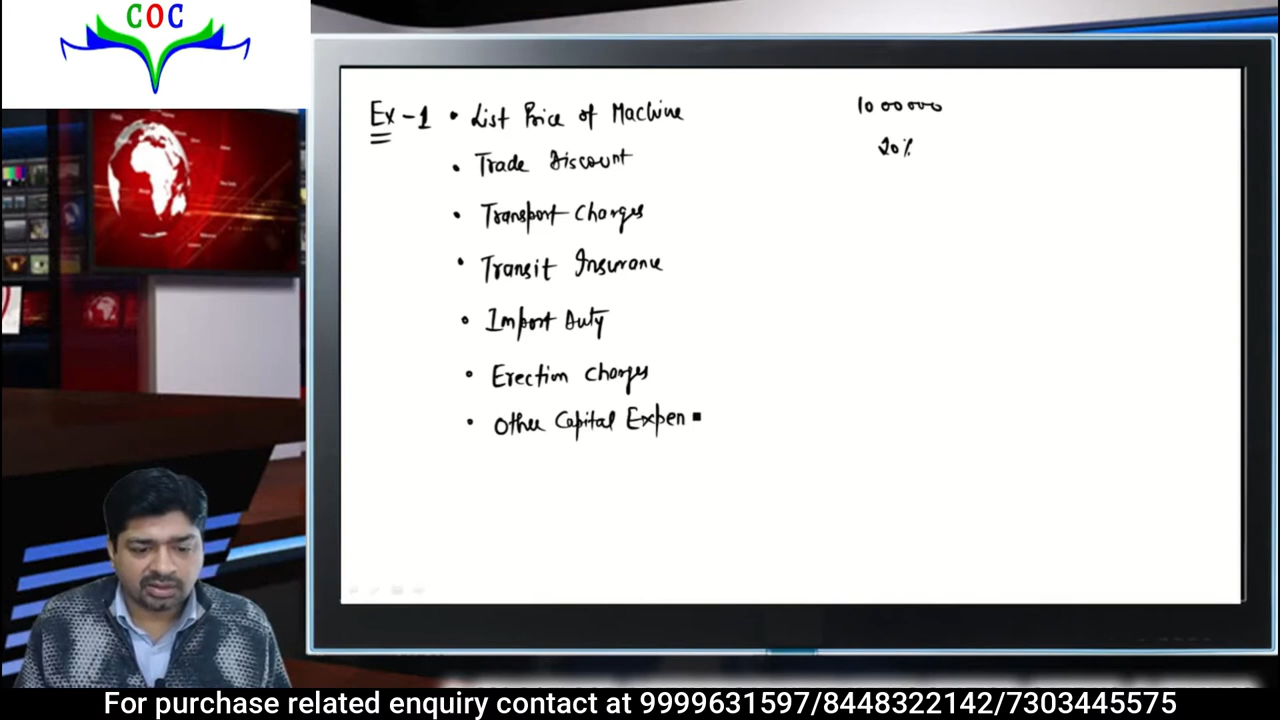 COC
Ex-1 • List Price of Machine 1000000
• Trade Discount 20%
• Transport Charges
• Transit Insurance
• Import Duty
• Erection Charges
• Other Capital Expen
For purchase related enquiry contact at 9999631597/8448322142/7303445575